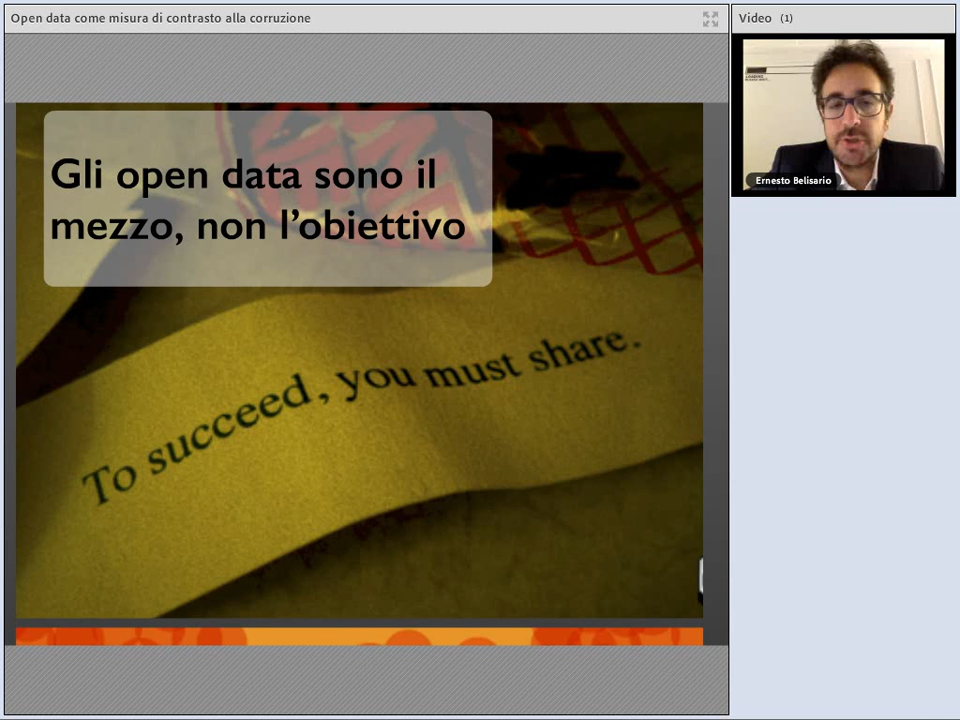 Open data come misura di contrasto alla corruzione
Video (1)
Ernesto Belisario
Gli open data sono il
mezzo, non l’obiettivo
To succeed, you must share.